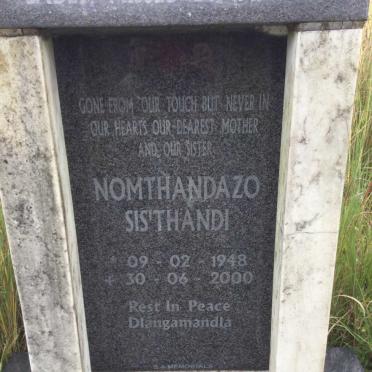 GONE FROM OUR TOUCH BUT NEVER IN
OUR HEARTS OUR DEAREST MOTHER
AND OUR SISTER
NOMTHANDAZO
SIS'THANDI
* 09 - 02 - 1948
+ 30 - 06 - 2000
Rest In Peace
Dlangamandla
S A MEMORIALS